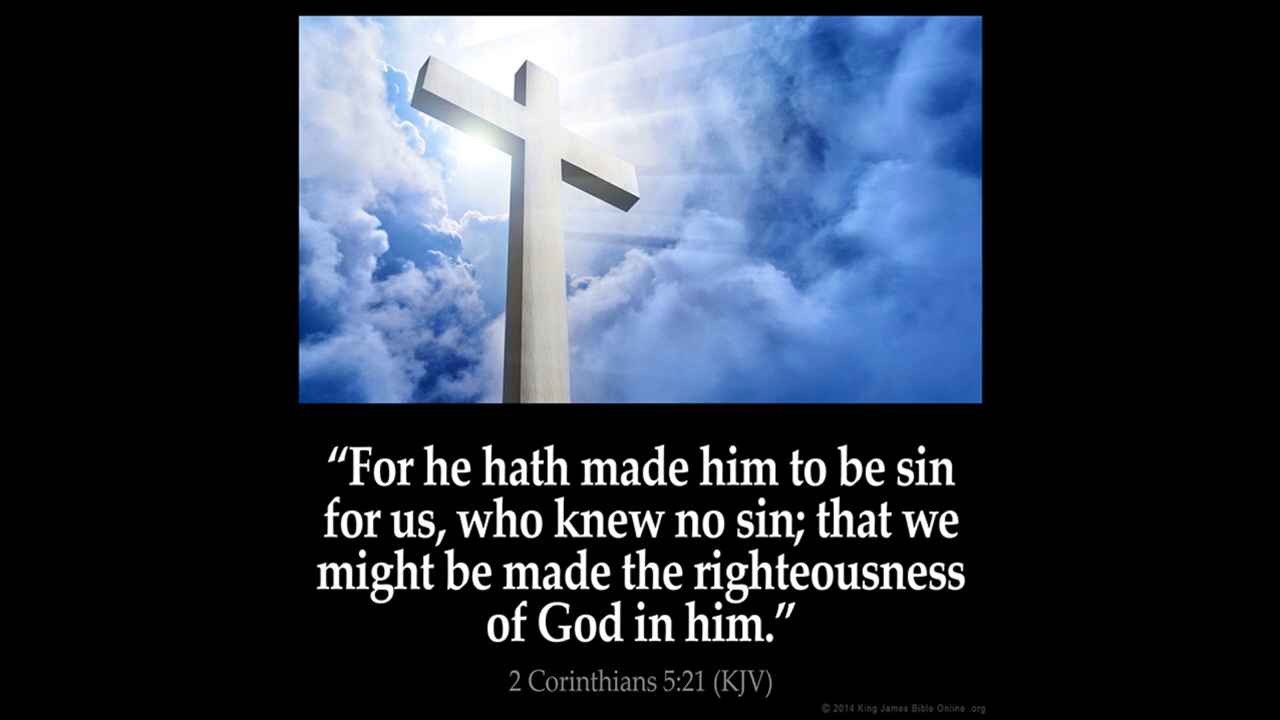 “For he hath made him to be sin
for us, who knew no sin; that we
might be made the righteousness
of God in him.”
2 Corinthians 5:21 (KJV)
© 2014 King James Bible Online .org